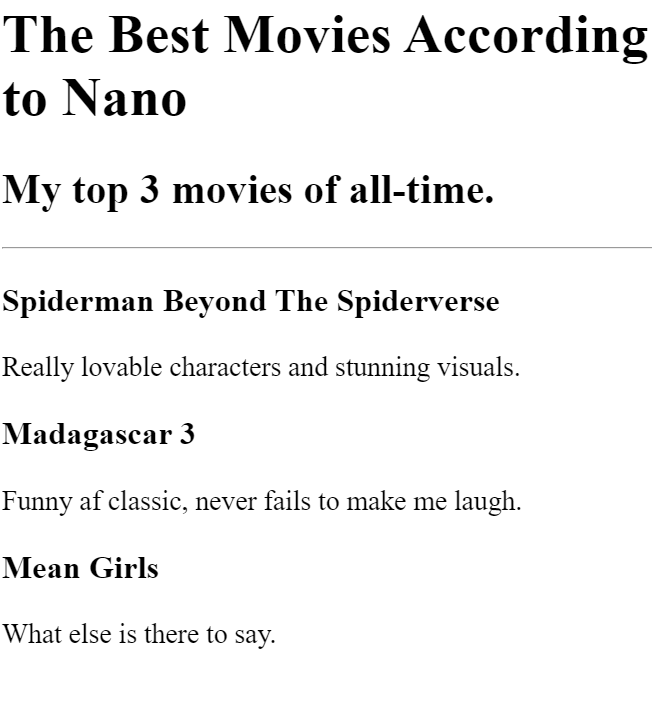 The Best Movies According
to Nano
My top 3 movies of all-time.
Spiderman Beyond The Spiderverse
Really lovable characters and stunning visuals.
Madagascar 3
Funny af classic, never fails to make me laugh.
Mean Girls
What else is there to say.